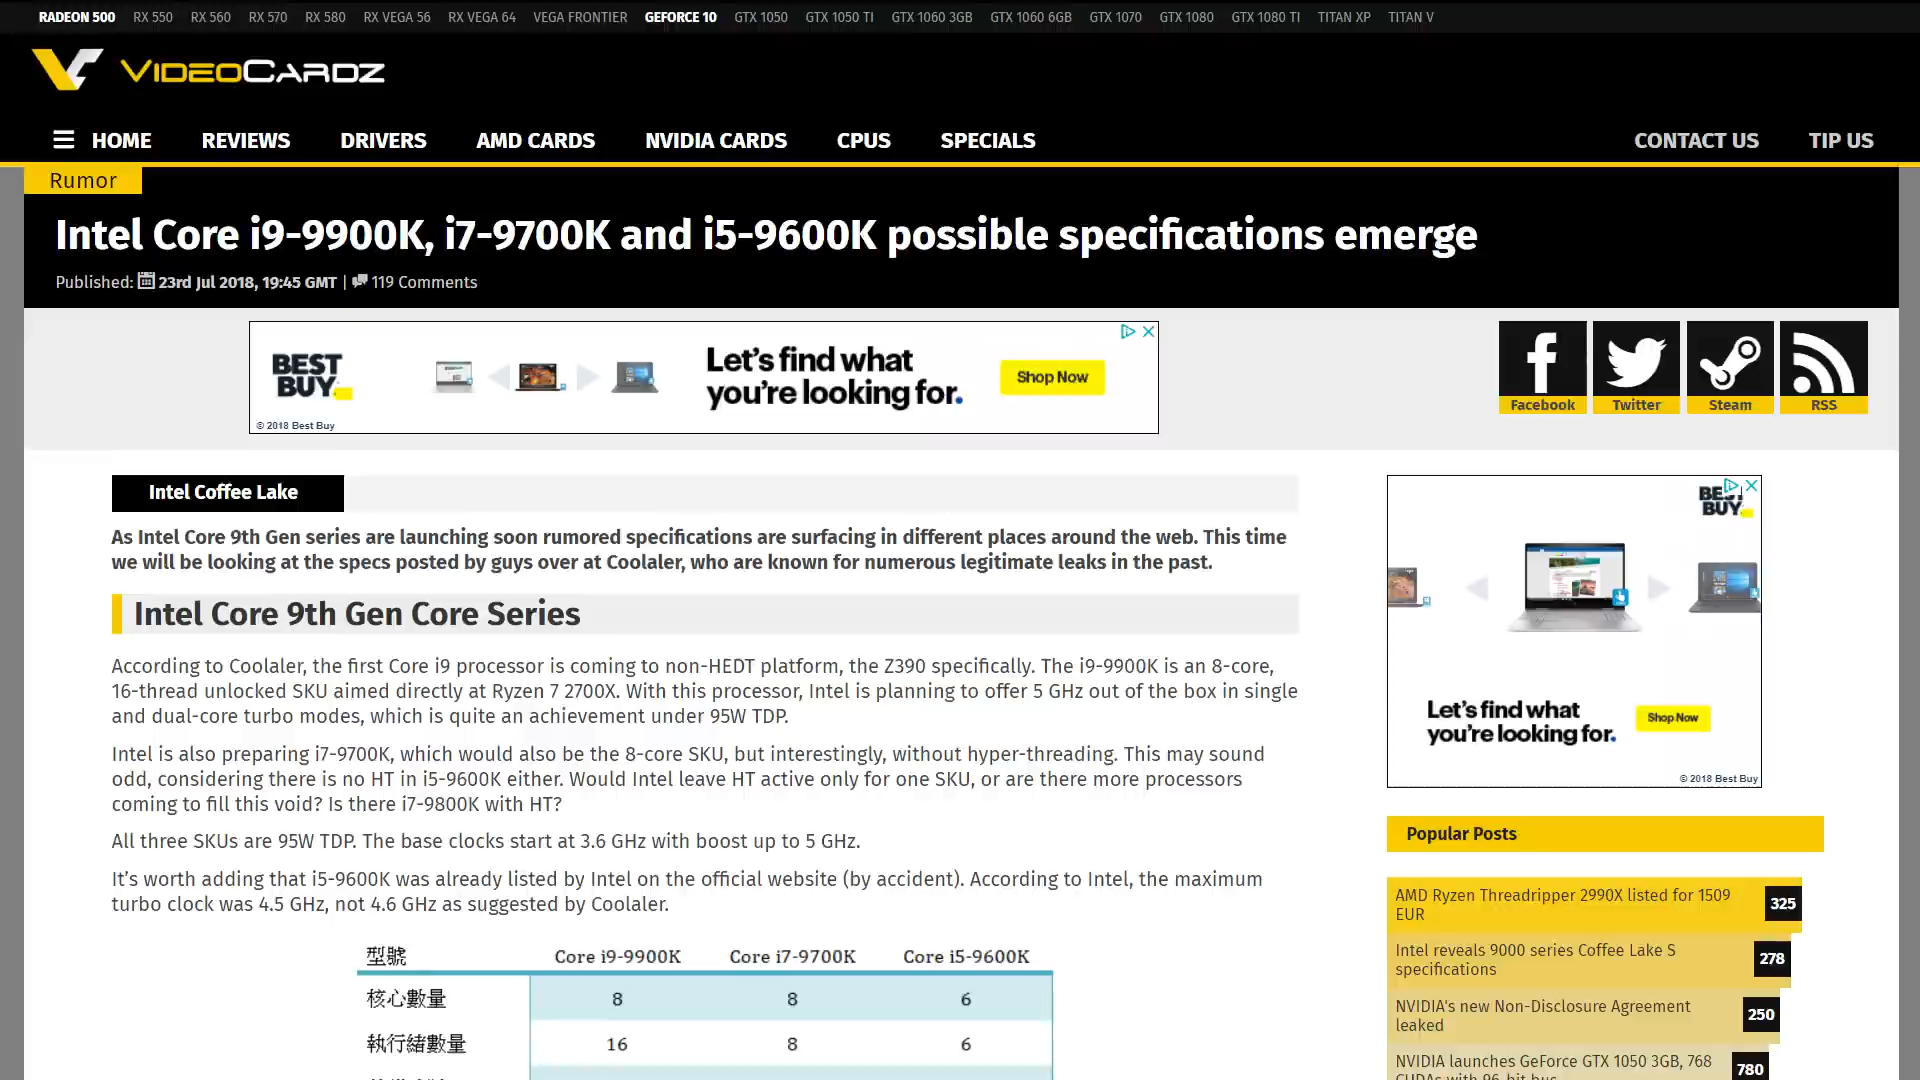 RADEON 500 RX 550 RX 560 RX 570 RX 580 RX VEGA 56 RX VEGA 64 VEGA FRONTIER GEFORCE 10 GTX 1050 GTX 1050 TI GTX 1060 3GB GTX 1060 6GB GTX 1070 GTX 1080 GTX 1080 TI TITAN XP TITAN V
VIDEOCARDZ
HOME REVIEWS DRIVERS AMD CARDS NVIDIA CARDS CPUS SPECIALS CONTACT US TIP US
Rumor
Intel Core i9-9900K, i7-9700K and i5-9600K possible specifications emerge
Published: 23rd Jul 2018, 19:45 GMT | 119 Comments
BEST BUY
Let's find what
you're looking for.
Shop Now
© 2018 Best Buy
Facebook Twitter Steam RSS
Intel Coffee Lake
As Intel Core 9th Gen series are launching soon rumored specifications are surfacing in different places around the web. This time
we will be looking at the specs posted by guys over at Coolaler, who are known for numerous legitimate leaks in the past.
Intel Core 9th Gen Core Series
According to Coolaler, the first Core i9 processor is coming to non-HEDT platform, the Z390 specifically. The i9-9900K is an 8-core,
16-thread unlocked SKU aimed directly at Ryzen 7 2700X. With this processor, Intel is planning to offer 5 GHz out of the box in single
and dual-core turbo modes, which is quite an achievement under 95W TDP.
Intel is also preparing i7-9700K, which would also be the 8-core SKU, but interestingly, without hyper-threading. This may sound
odd, considering there is no HT in i5-9600K either. Would Intel leave HT active only for one SKU, or are there more processors
coming to fill this void? Is there i7-9800K with HT?
All three SKUs are 95W TDP. The base clocks start at 3.6 GHz with boost up to 5 GHz.
It's worth adding that i5-9600K was already listed by Intel on the official website (by accident). According to Intel, the maximum
turbo clock was 4.5 GHz, not 4.6 GHz as suggested by Coolaler.
型號 Core i9-9900K Core i7-9700K Core i5-9600K
核心數量 8 8 6
執行緒數量 16 8 6
BEST BUY
Let's find what
you're looking for.
Shop Now
© 2018 Best Buy
Popular Posts
AMD Ryzen Threadripper 2990X listed for 1509
EUR
325
Intel reveals 9000 series Coffee Lake S
specifications
278
NVIDIA's new Non-Disclosure Agreement
leaked
250
NVIDIA launches GeForce GTX 1050 3GB, 768
CUDAs with 96-bit bus
780